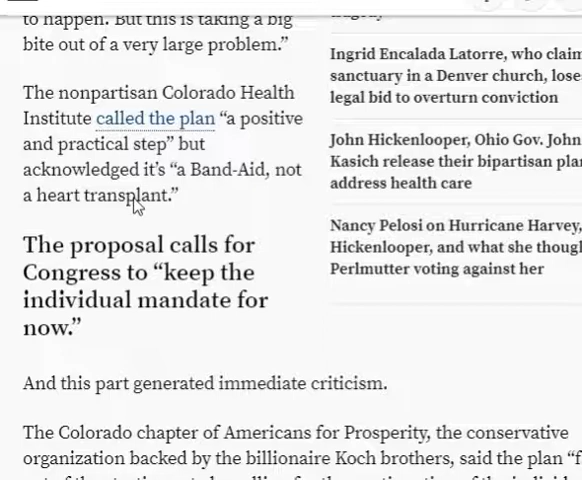 to happen. But this is taking a big
bite out of a very large problem.”
The nonpartisan Colorado Health
Institute called the plan “a positive
and practical step” but
acknowledged it’s “a Band-Aid, not
a heart transplant.”
The proposal calls for
Congress to “keep the
individual mandate for
now.”
And this part generated immediate criticism.
The Colorado chapter of Americans for Prosperity, the conservative
organization backed by the billionaire Koch brothers, said the plan “f
Ingrid Encalada Latorre, who claim
sanctuary in a Denver church, lose
legal bid to overturn conviction
John Hickenlooper, Ohio Gov. John
Kasich release their bipartisan pla
address health care
Nancy Pelosi on Hurricane Harvey,
Hickenlooper, and what she though
Perlmutter voting against her